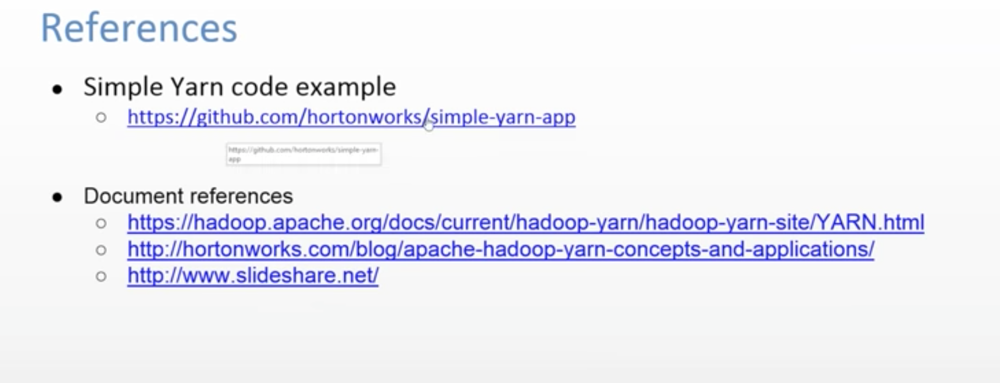 References
● Simple Yarn code example
○ https://github.com/hortonworks/simple-yarn-app
https://github.com/hortonworks/simple-yarn-
app
● Document references
○ https://hadoop.apache.org/docs/current/hadoop-yarn/hadoop-yarn-site/YARN.html
○ http://hortonworks.com/blog/apache-hadoop-yarn-concepts-and-applications/
○ http://www.slideshare.net/